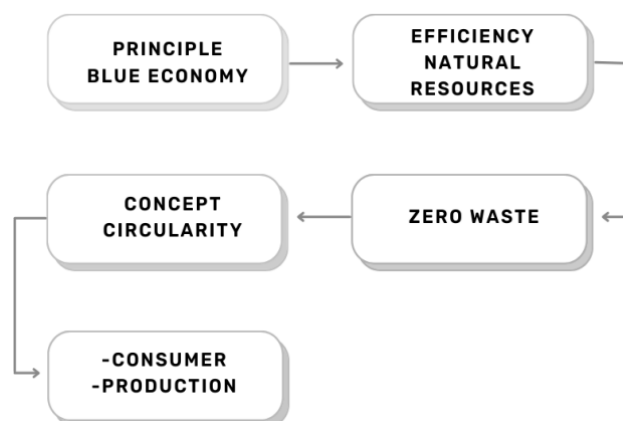 PRINCIPLE
BLUE ECONOMY
EFFICIENCY
NATURAL
RESOURCES
ZERO WASTE
CONCEPT
CIRCULARITY
-CONSUMER
-PRODUCTION